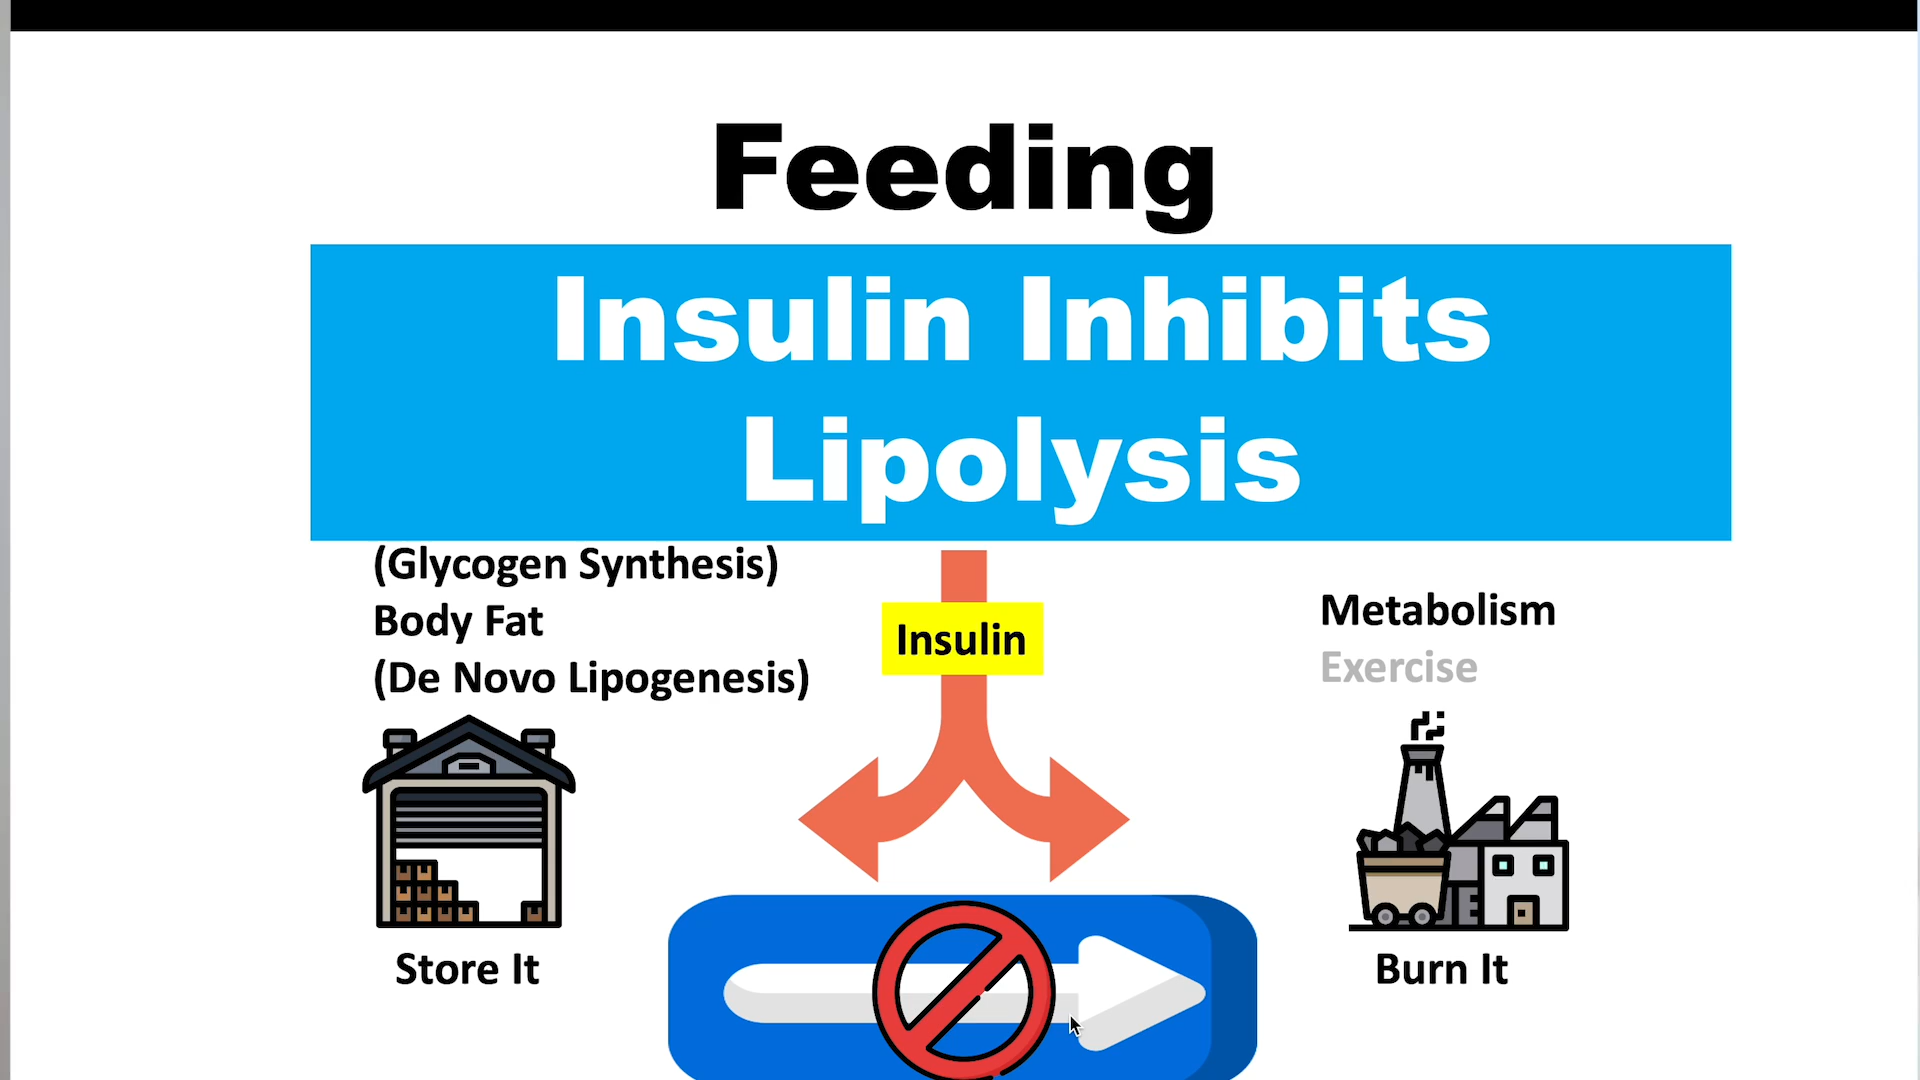 Feeding
Insulin Inhibits
Lipolysis
(Glycogen Synthesis)
Body Fat
(De Novo Lipogenesis)
Insulin
Metabolism
Exercise
Store It
Burn It